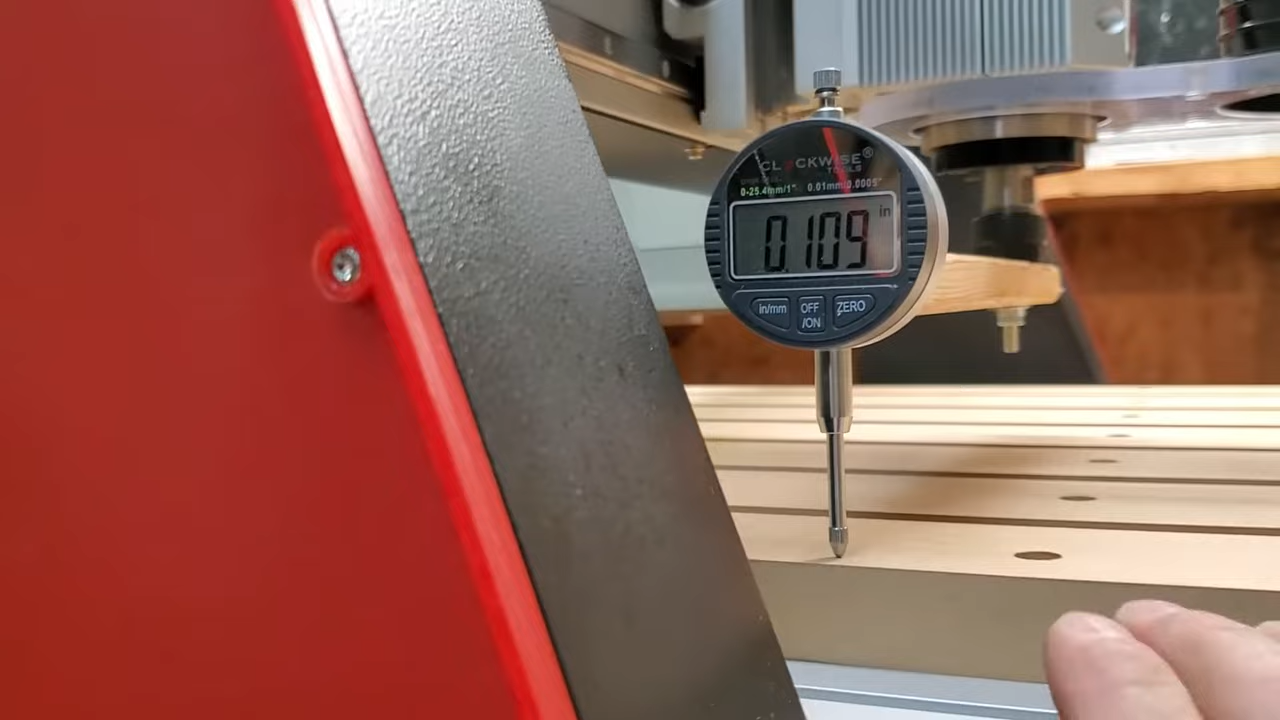 CLOCKWISE®
TOOLS
0-25.4mm/1" 0.01mm/0.0005"
0.109 in
in/mm OFF/ON ZERO